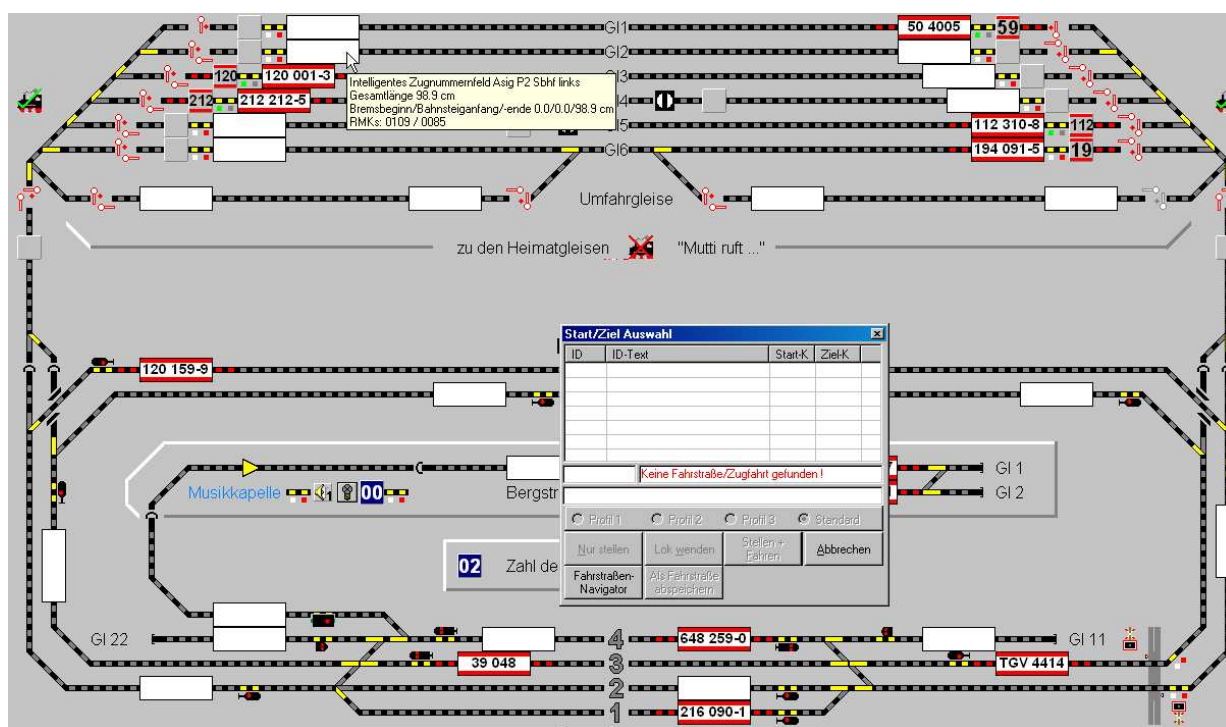 Gl1
50 4005
59
Gl2
120
120 001-3
Gl3
212
212 212-5
Intelligentes Zugnummernfeld Asig P2 Sbhf links
Gesamtlänge 98.9 cm
Bremsbeginn/Bahnsteiganfang/-ende 0.0/0.0/98.9 cm
RMKs: 0109 / 0085
l4
Gl5
112 310-8
112
Gl6
194 091-5
19
Umfahrgleise
zu den Heimatgleisen
"Mutti ruft ..."
Start/Ziel Auswahl
ID
ID-Text
Start-K
Ziel-K
120 159-9
Keine Fahrstraße/Zugfahrt gefunden !
Gl 1
Musikkapelle
1
00
Bergstr
Gl 2
Profil 1
Profil 2
Profil 3
Standard
Nur stellen
Lok wenden
Stellen +
Fahren
Abbrechen
02
Zahl de
Fahrstraßen-
Navigator
Als Fahrstraße
abspeichern
Gl 22
4
648 259-0
Gl 11
39 048
3
TGV 4414
2
1
216 090-1